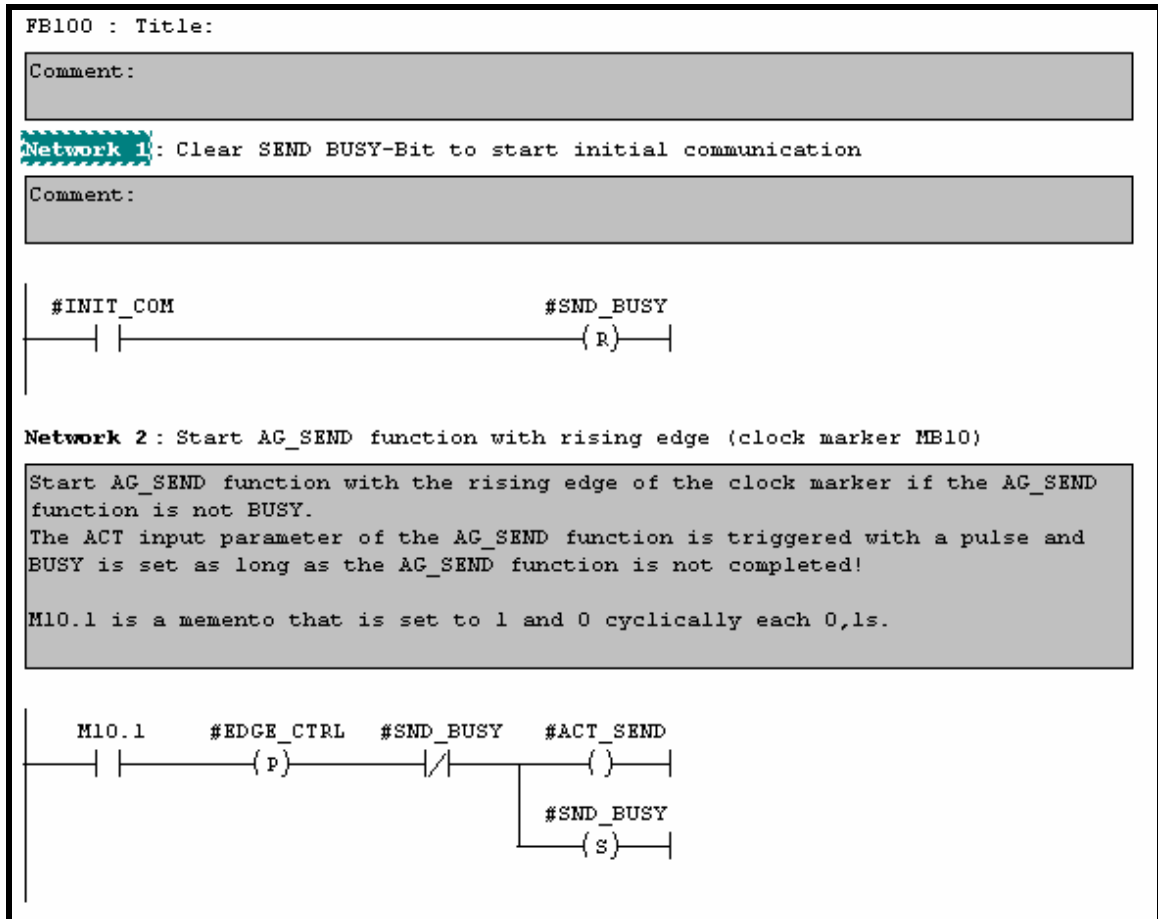 FB100 : Title:
Comment:
Network 1: Clear SEND BUSY-Bit to start initial communication
Comment:
#INIT_COM #SND_BUSY
R
Network 2 : Start AG_SEND function with rising edge (clock marker MB10)
Start AG_SEND function with the rising edge of the clock marker if the AG_SEND
function is not BUSY.
The ACT input parameter of the AG_SEND function is triggered with a pulse and
BUSY is set as long as the AG_SEND function is not completed!
M10.1 is a memento that is set to 1 and 0 cyclically each 0,1s.
M10.1 #EDGE_CTRL #SND_BUSY #ACT_SEND
P
#SND_BUSY
S